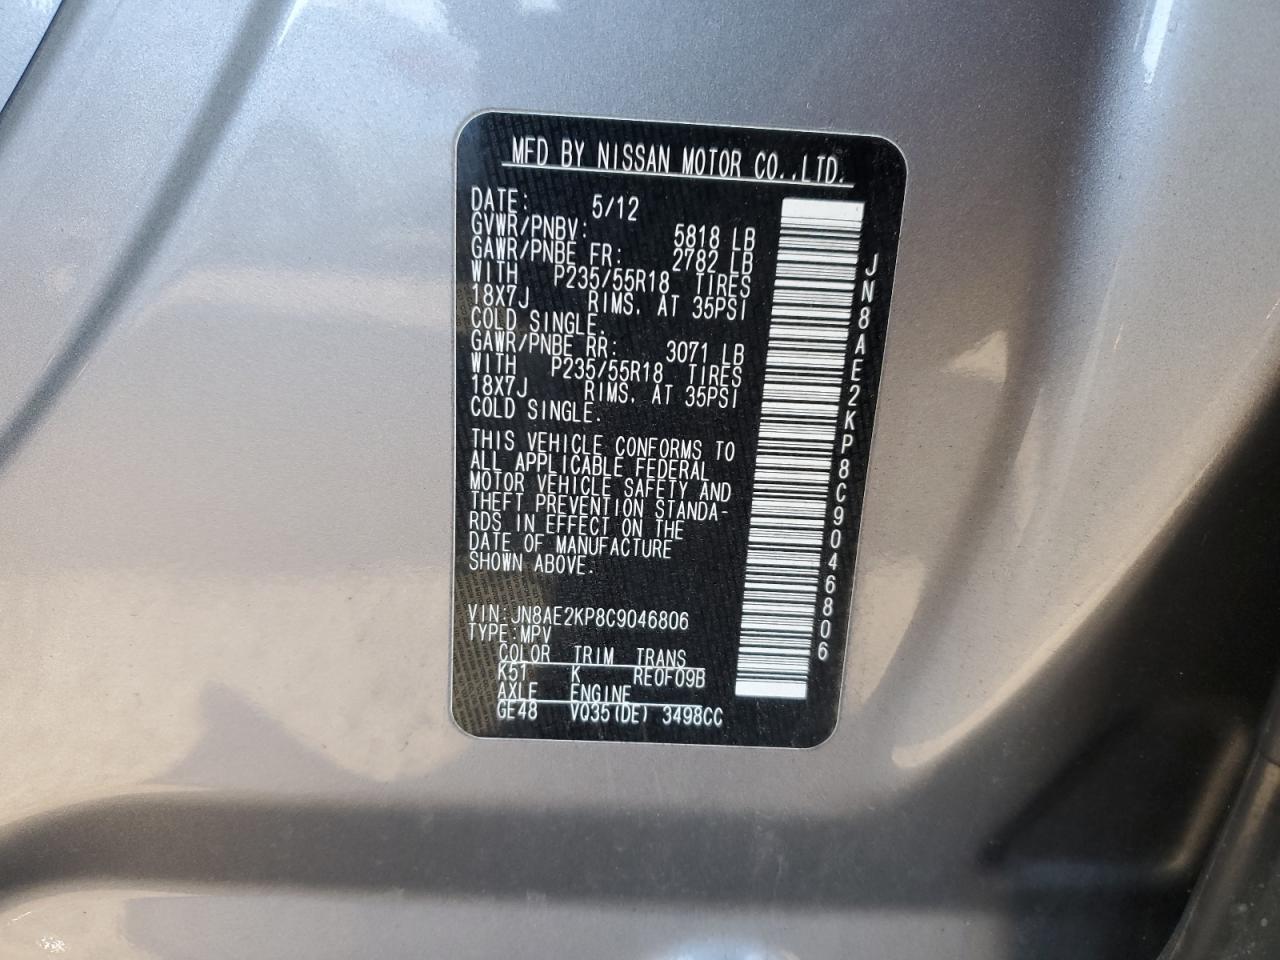 MFD BY NISSAN MOTOR CO.,LTD.
DATE: 5/12
GVWR/PNBV: 5818 LB
GAWR/PNBE FR: 2782 LB
WITH P235/55R18 TIRES
18X7J RIMS. AT 35PSI
COLD SINGLE.
GAWR/PNBE RR: 3071 LB
WITH P235/55R18 TIRES
18X7J RIMS. AT 35PSI
COLD SINGLE.
THIS VEHICLE CONFORMS TO
ALL APPLICABLE FEDERAL
MOTOR VEHICLE SAFETY AND
THEFT PREVENTION STANDA-
RDS IN EFFECT ON THE
DATE OF MANUFACTURE
SHOWN ABOVE.
VIN:JN8AE2KP8C9046806
TYPE:MPV
COLOR TRIM TRANS
K51 K RE0F09B
AXLE ENGINE
GE48 VQ35(DE) 3498CC
JN8AE2KP8C9046806